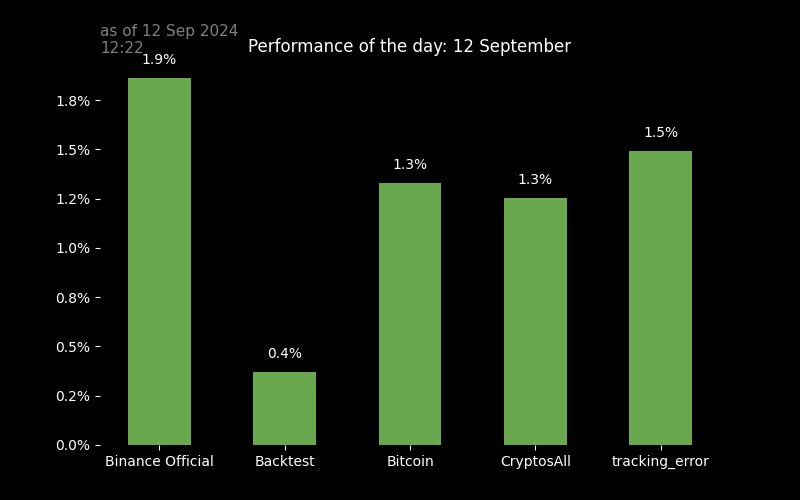 as of 12 Sep 2024
12:22
Performance of the day: 12 September
1.9%
0.4%
1.3%
1.3%
1.5%
1.8%
1.5%
1.2%
1.0%
0.8%
0.5%
0.2%
0.0%
Binance Official
Backtest
Bitcoin
CryptosAll
tracking_error